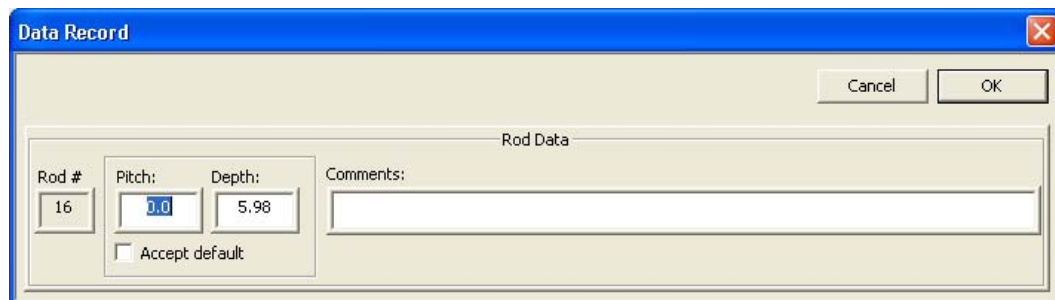 Data Record
Cancel OK
Rod Data
Rod # Pitch: Depth: Comments:
16 0.0 5.98
Accept default